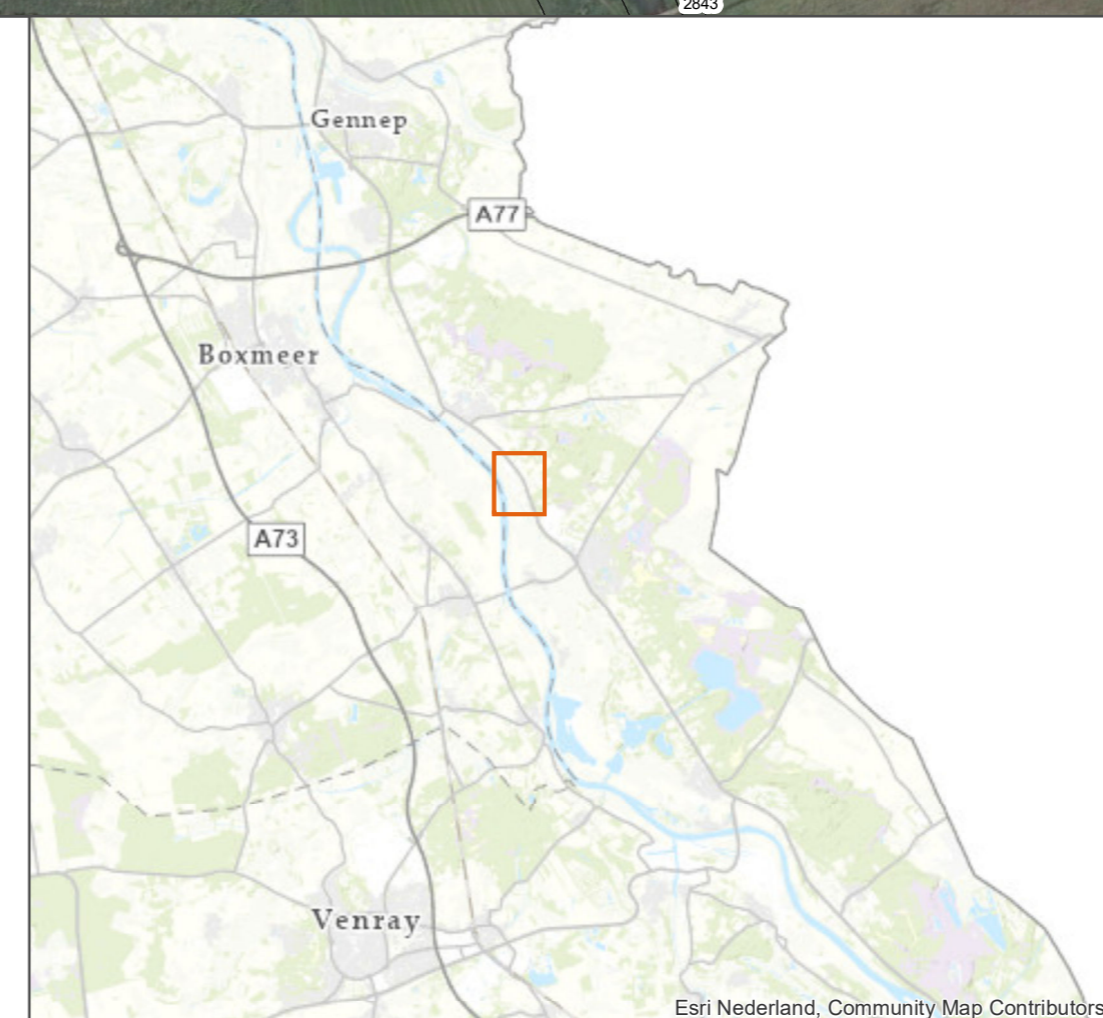 2843
Gennep
A77
Boxmeer
A73
Venray
Esri Nederland, Community Map Contributors